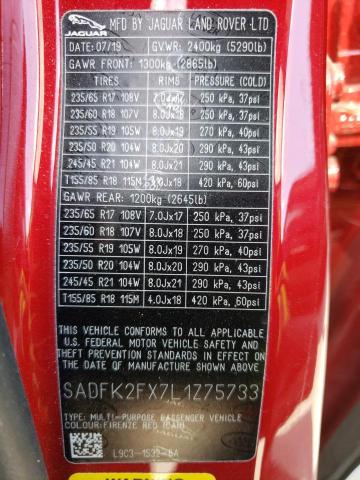 JAGUAR
MFD BY JAGUAR LAND ROVER LTD
DATE: 07/19 GVWR: 2400kg (5290lb)
GAWR FRONT: 1300kg (2865lb)
TIRES RIMS PRESSURE (COLD)
235/65 R17 108V 7.0Jx17 250 kPa, 37psi
235/60 R18 107V 8.0Jx18 250 kPa, 37psi
235/55 R19 105W 8.0Jx19 270 kPa, 40psi
235/50 R20 104W 8.0Jx20 290 kPa, 43psi
245/45 R21 104W 8.0Jx21 290 kPa, 43psi
T155/85 R18 115M 420 kPa, 60psi
GAWR REAR: 1200kg (2645lb)
235/65 R17 108V 7.0Jx17 250 kPa, 37psi
235/60 R18 107V 8.0Jx18 250 kPa, 37psi
235/55 R19 105W 8.0Jx19 270 kPa, 40psi
235/50 R20 104W 8.0Jx20 290 kPa, 43psi
245/45 R21 104W 8.0Jx21 290 kPa, 43psi
T155/85 R18 115M 4.0Jx18 420 kPa, 60psi
THIS VEHICLE CONFORMS TO ALL APPLICABLE
U.S. FEDERAL MOTOR VEHICLE SAFETY
STANDARDS IN EFFECT ON THE
DATE OF MANUFACTURE SHOWN ABOVE.
SADFK2FX7L1Z75733
TYPE: MULTI-PURPOSE PASSENGER VEHICLE
COLOUR: FIRENZE RED (CAH)
L9C3-1532-BA
WARNING